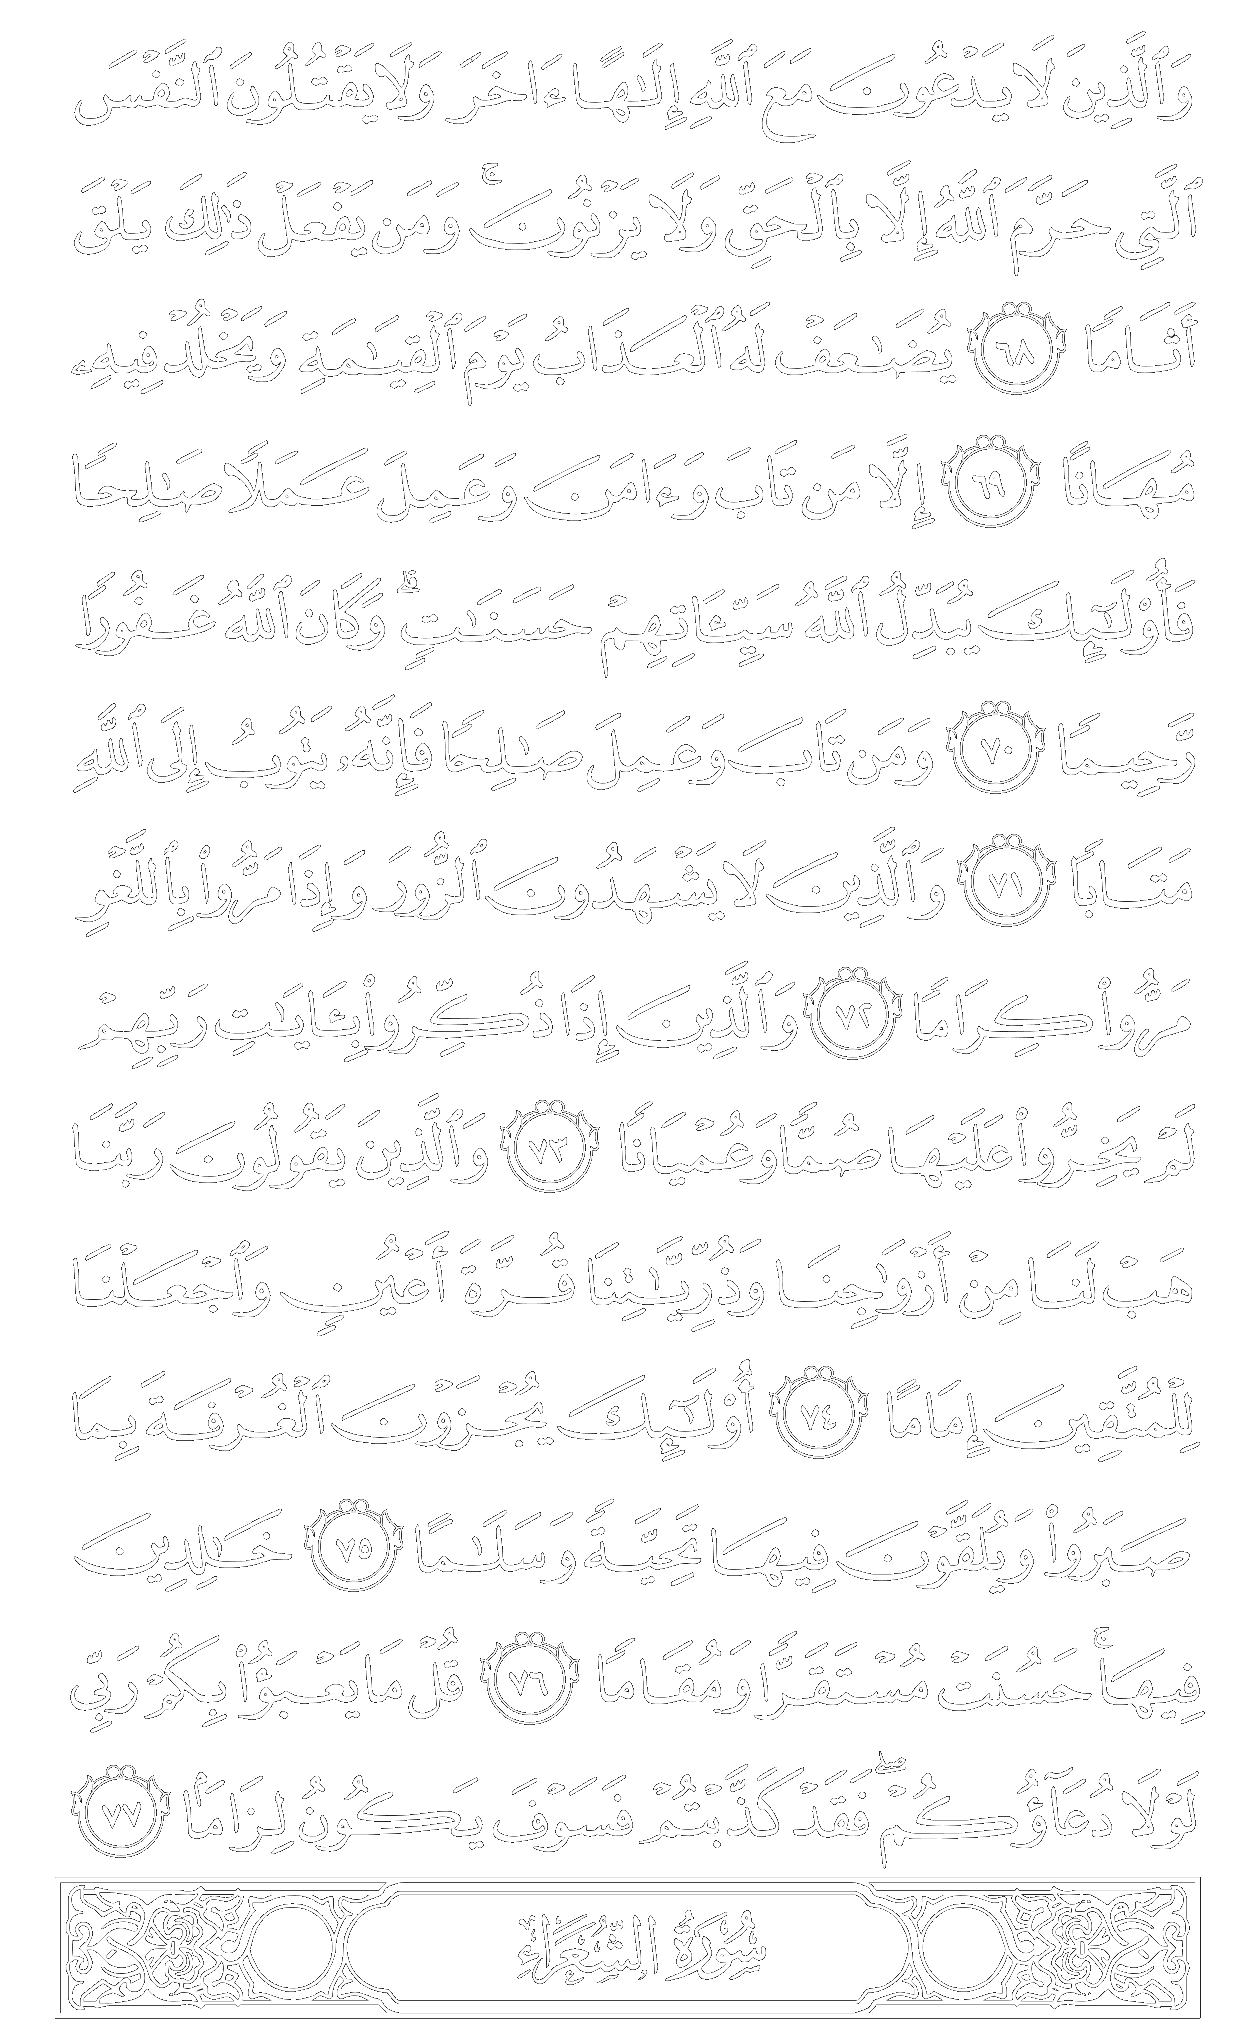 وَٱلَّذِينَ لَا يَدْعُونَ مَعَ ٱللَّهِ إِلَـٰهًا ءَاخَرَ وَلَا يَقْتُلُونَ ٱلنَّفْسَ
ٱلَّتِى حَرَّمَ ٱللَّهُ إِلَّا بِٱلْحَقِّ وَلَا يَزْنُونَ ۚ وَمَن يَفْعَلْ ذَٰلِكَ يَلْقَ
أَثَامًا ٦٨ يُضَـٰعَفْ لَهُ ٱلْعَذَابُ يَوْمَ ٱلْقِيَـٰمَةِ وَيَخْلُدْ فِيهِۦ
مُهَانًا ٦٩ إِلَّا مَن تَابَ وَءَامَنَ وَعَمِلَ عَمَلًا صَـٰلِحًا
فَأُو۟لَـٰٓئِكَ يُبَدِّلُ ٱللَّهُ سَيِّـَٔاتِهِمْ حَسَنَـٰتٍ ۗ وَكَانَ ٱللَّهُ غَفُورًا
رَّحِيمًا ٧٠ وَمَن تَابَ وَعَمِلَ صَـٰلِحًا فَإِنَّهُۥ يَتُوبُ إِلَى ٱللَّهِ
مَتَابًا ٧١ وَٱلَّذِينَ لَا يَشْهَدُونَ ٱلزُّورَ وَإِذَا مَرُّوا۟ بِٱللَّغْوِ
مَرُّوا۟ كِرَامًا ٧٢ وَٱلَّذِينَ إِذَا ذُكِّرُوا۟ بِـَٔايَـٰتِ رَبِّهِمْ
لَمْ يَخِرُّوا۟ عَلَيْهَا صُمًّا وَعُمْيَانًا ٧٣ وَٱلَّذِينَ يَقُولُونَ رَبَّنَا
هَبْ لَنَا مِنْ أَزْوَٰجِنَا وَذُرِّيَّـٰتِنَا قُرَّةَ أَعْيُنٍ وَٱجْعَلْنَا
لِلْمُتَّقِينَ إِمَامًا ٧٤ أُو۟لَـٰٓئِكَ يُجْزَوْنَ ٱلْغُرْفَةَ بِمَا
صَبَرُوا۟ وَيُلَقَّوْنَ فِيهَا تَحِيَّةً وَسَلَـٰمًا ٧٥ خَـٰلِدِينَ
فِيهَا ۚ حَسُنَتْ مُسْتَقَرًّا وَمُقَامًا ٧٦ قُلْ مَا يَعْبَؤُا۟ بِكُمْ رَبِّى
لَوْلَا دُعَآؤُكُمْ ۖ فَقَدْ كَذَّبْتُمْ فَسَوْفَ يَكُونُ لِزَامًۢا ٧٧
سُورَةُ الشُّعَرَاءِ